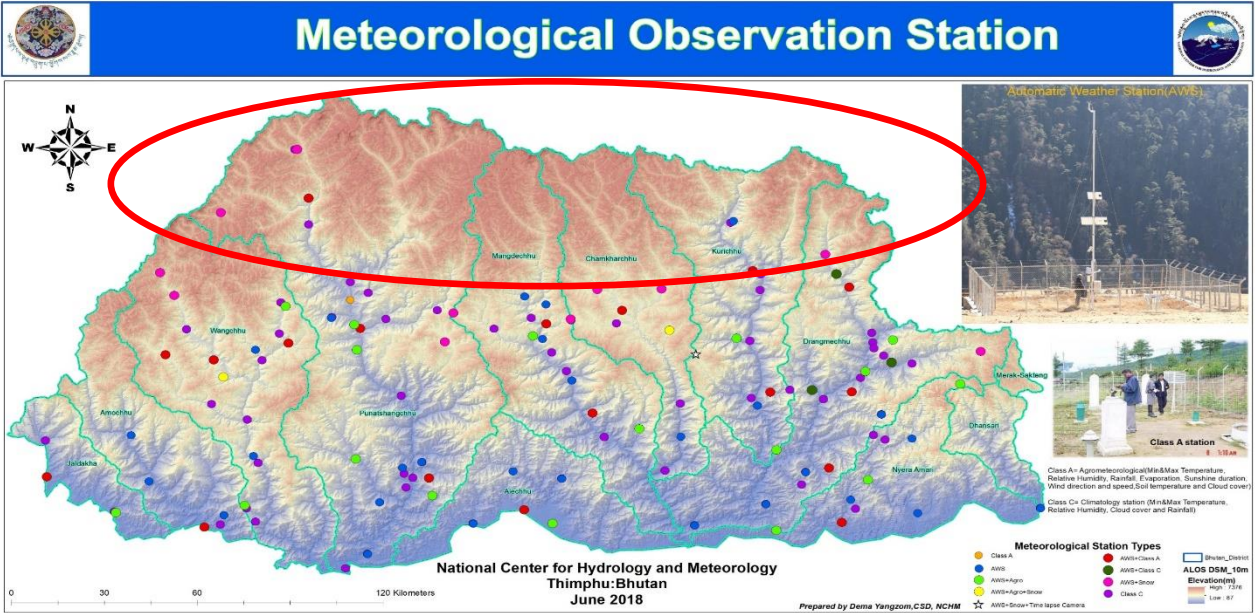 Meteorological Observation Station
N
W E
S
Automatic Weather Station(AWS)
Mangdechhu
Chamkharchhu
Kurichhu
Wangchhu
Drangmechhu
Merak-Sakteng
Amochhu
Punatshangchhu
Dhansari
Jaldakha
Nyera Amari
Aiechhu
Class A station
Class A= Agrometeorological(Min&Max Temperature,
Relative Humidity, Rainfall, Evaporation, Sunshine duration,
Wind direction and speed,Soil temperature and Cloud cover)
Class C= Climatology station (Min&Max Temperature,
Relative Humidity, Cloud cover and Rainfall)
National Center for Hydrology and Meteorology
Thimphu:Bhutan
June 2018
0 30 60 120 Kilometers
Prepared by Dema Yangzom,CSD, NCHM
Meteorological Station Types
Class A
AWS
AWS+Agro
AWS+Agro+Snow
AWS+Snow+Time lapse Camera
AWS+Class A
AWS+Class C
AWS+Snow
Class C
Bhutan_District
ALOS DSM_10m
Elevation(m)
High : 7376
Low : 87